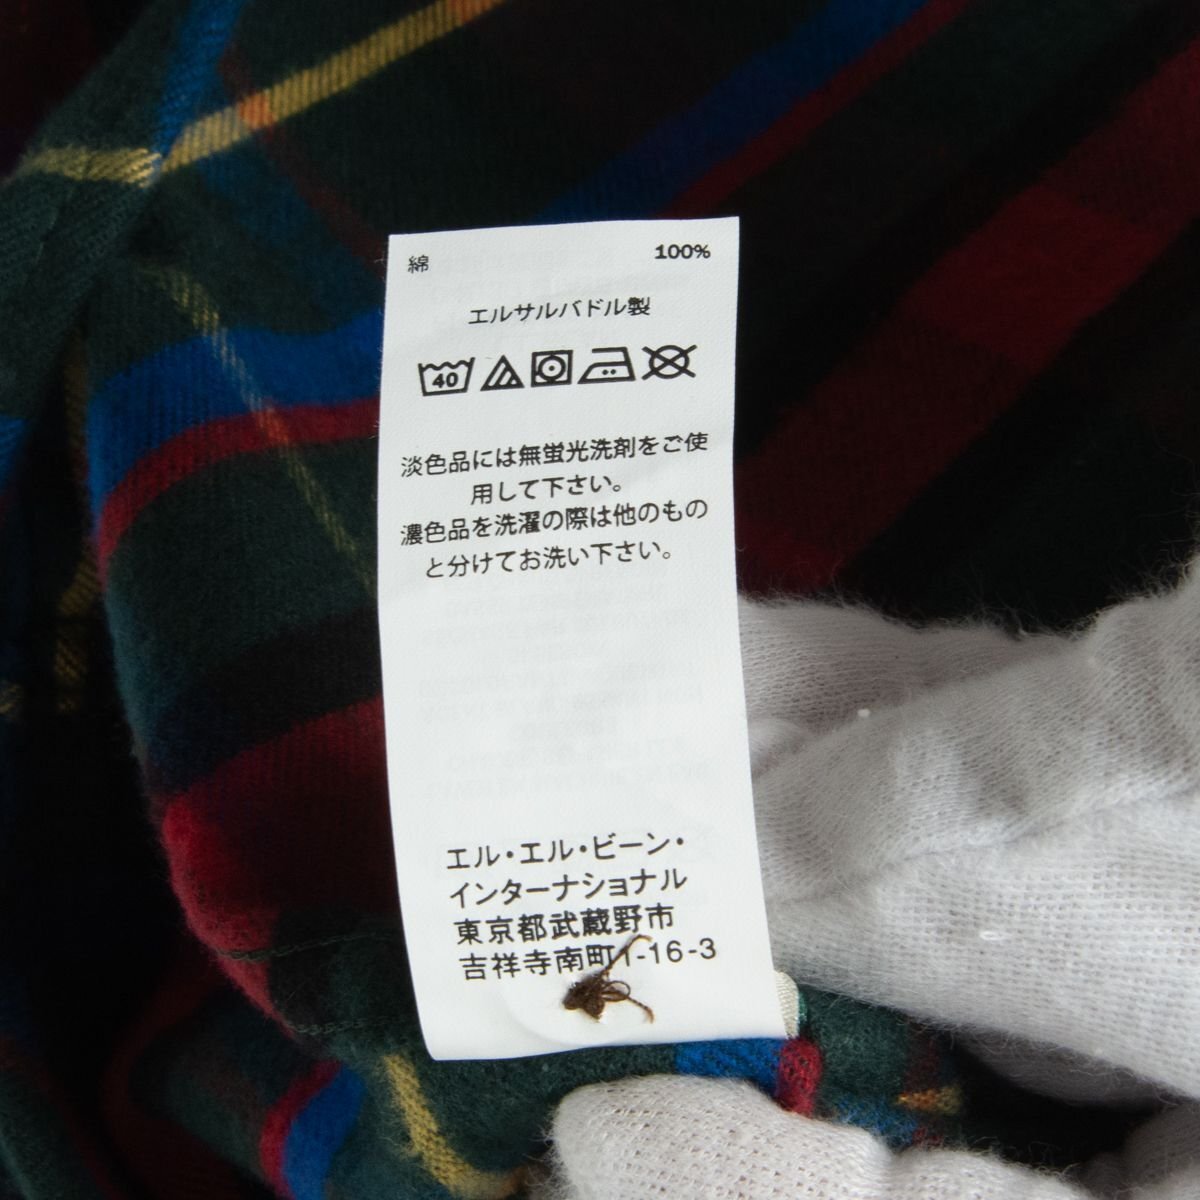 綿 100%
エルサルバドル製
40
淡色品には無蛍光洗剤をご使
用して下さい。
濃色品を洗濯の際は他のもの
と分けてお洗い下さい。
エル・エル・ビーン・
インターナショナル
東京都武蔵野市
吉祥寺南町1-16-3